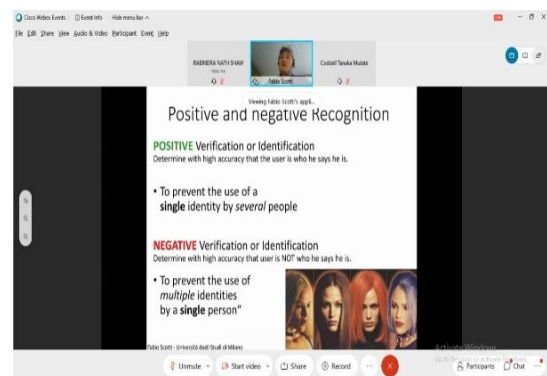 Cisco Webex Events
Event Info
Hide menu bar
File Edit Share View Audio & Video Participant Event Help
RABINDRA NATH SHAW
Fabio Scotti
Viewing Fabio Scotti's appli...
Positive and negative Recognition
POSITIVE Verification or Identification
Determine with high accuracy that the user is who he says he is.
• To prevent the use of a
single identity by several people
NEGATIVE Verification or Identification
Determine with high accuracy that user is NOT who he says he is.
• To prevent the use of
multiple identities
by a single person"
Fabio Scotti - Università degli Studi di Milano
Activate Windows
Unmute
Start video
Share
Record
Participants
Chat